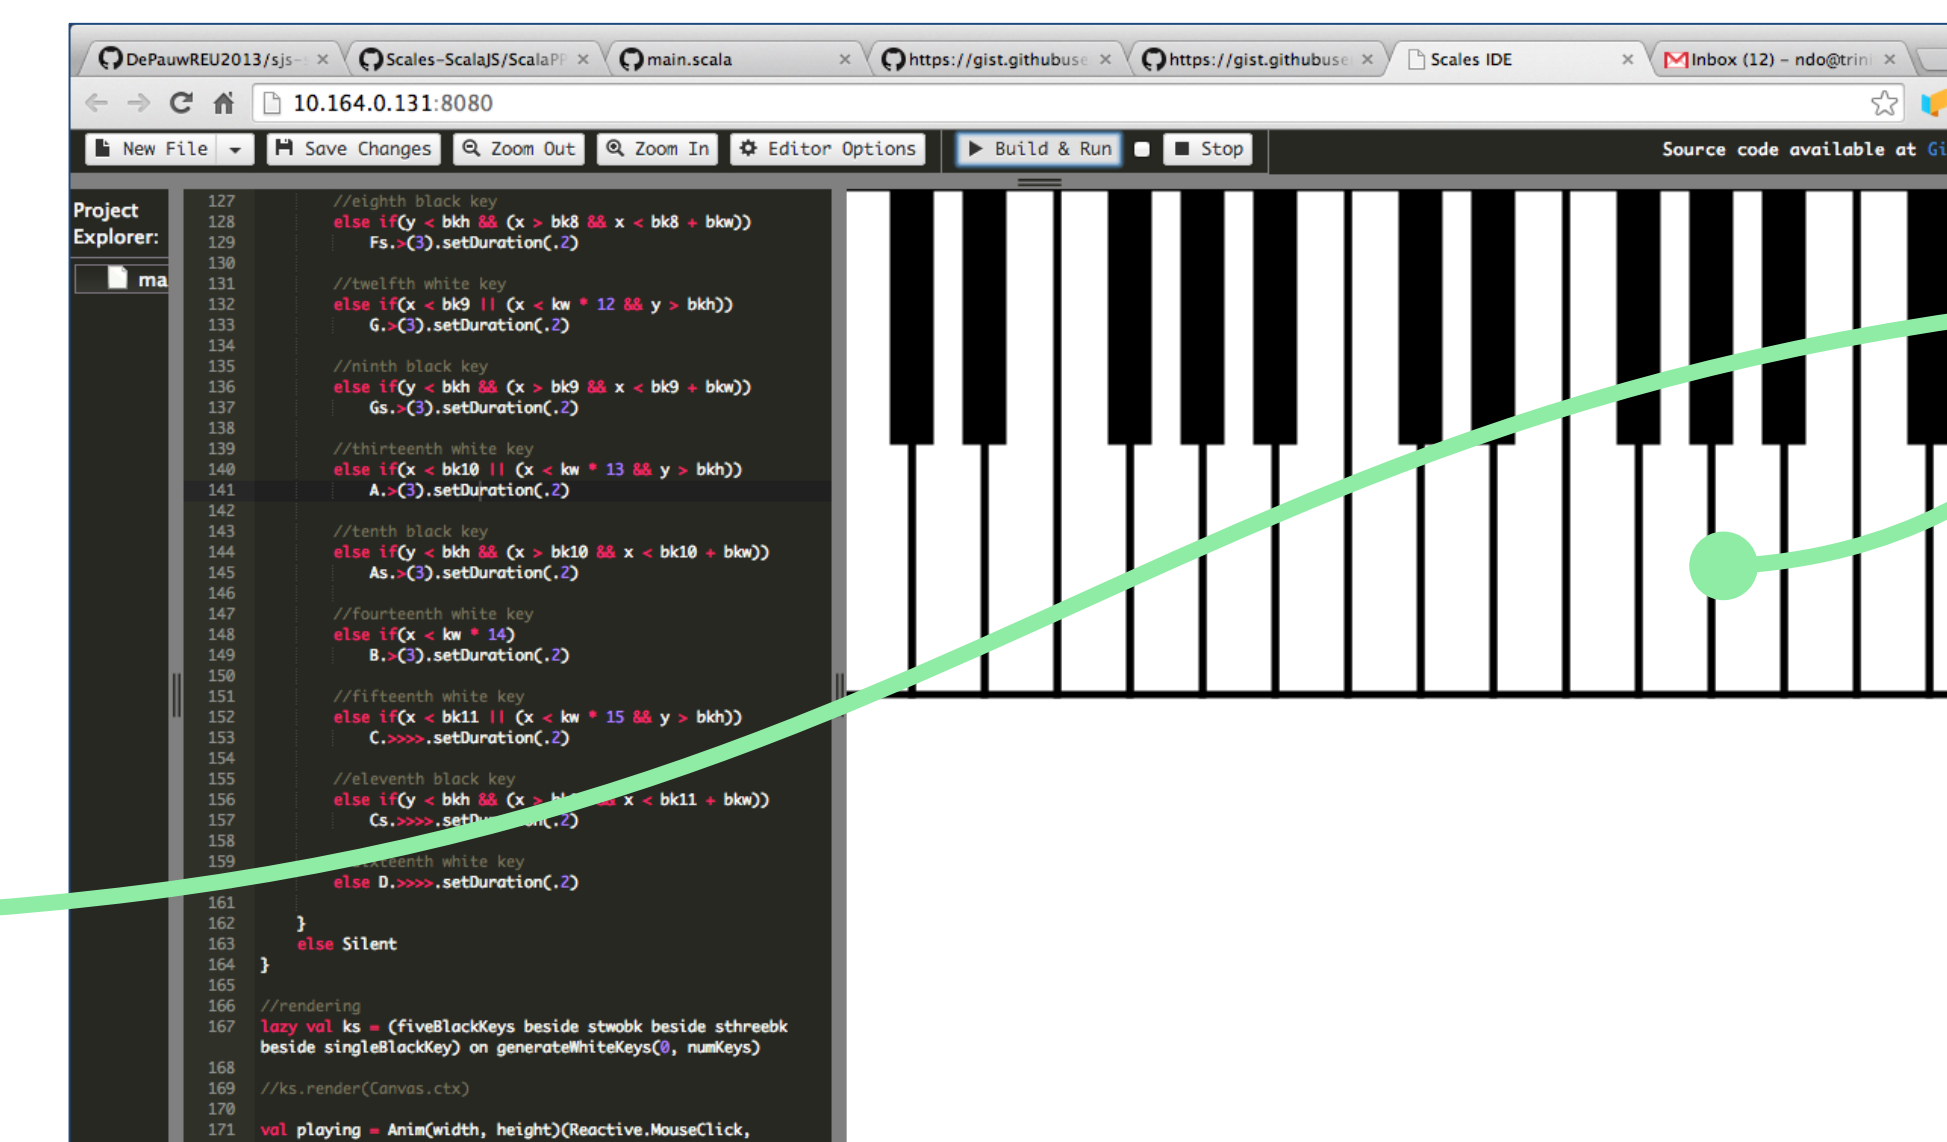 DePauwREU2013/sjs-
Scales-ScalaJS/ScalaPP
main.scala
https://gist.githubuse
https://gist.githubuse
Scales IDE
Inbox (12) – ndo@trini
10.164.0.131:8080
New File
Save Changes
Zoom Out
Zoom In
Editor Options
Build & Run
Stop
Source code available at Gi
Project
Explorer:
ma
127 //eighth black key
128 else if(y < bkh && (x > bk8 && x < bk8 + bkw))
129 Fs.>(3).setDuration(.2)
130
131 //twelfth white key
132 else if(x < bk9 || (x < kw * 12 && y > bkh))
133 G.>(3).setDuration(.2)
134
135 //ninth black key
136 else if(y < bkh && (x > bk9 && x < bk9 + bkw))
137 Gs.>(3).setDuration(.2)
138
139 //thirteenth white key
140 else if(x < bk10 || (x < kw * 13 && y > bkh))
141 A.>(3).setDuration(.2)
142
143 //tenth black key
144 else if(y < bkh && (x > bk10 && x < bk10 + bkw))
145 As.>(3).setDuration(.2)
146
147 //fourteenth white key
148 else if(x < kw * 14)
149 B.>(3).setDuration(.2)
150
151 //fifteenth white key
152 else if(x < bk11 || (x < kw * 15 && y > bkh))
153 C.>>>>.setDuration(.2)
154
155 //eleventh black key
156 else if(y < bkh && (x > x < bk11 + bkw))
157 Cs.>>>>.setDuration(.2)
158
159 white key
else D.>>>>.setDuration(.2)
161
162 }
163 else Silent
164 }
165
166 //rendering
167 lazy val ks = (fiveBlackKeys beside stwobk beside sthreebk
beside singleBlackKey) on generateWhiteKeys(0, numKeys)
168
169 //ks.render(Canvas.ctx)
170
171 val playing = Anim(width, height)(Reactive.MouseClick,